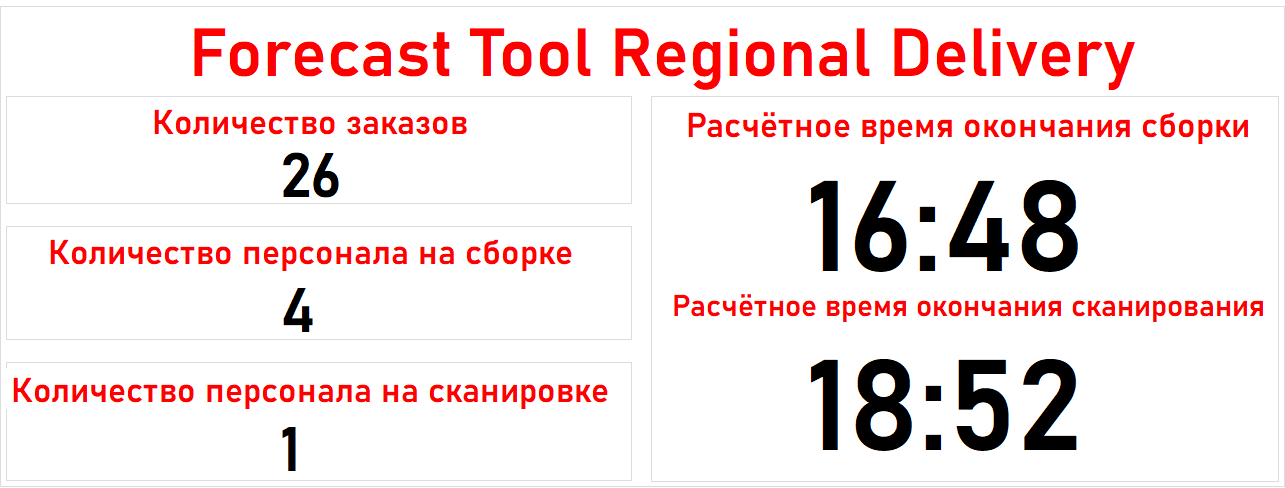 Forecast Tool Regional Delivery
Количество заказов
26
Количество персонала на сборке
4
Количество персонала на сканировке
1
Расчётное время окончания сборки
16:48
Расчётное время окончания сканирования
18:52